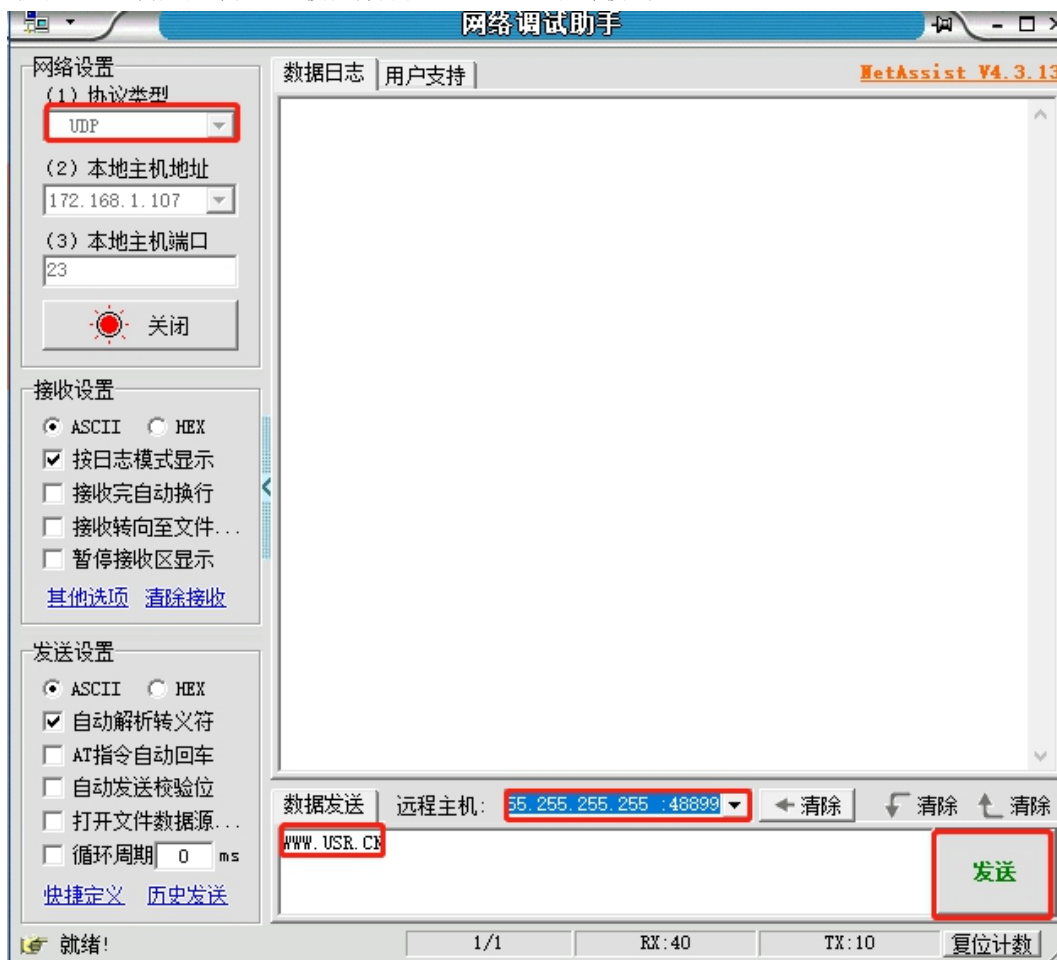 网络调试助手
网络设置
(1) 协议类型
UDP
(2) 本地主机地址
172.168.1.107
(3) 本地主机端口
23
关闭
接收设置
ASCII HEX
按日志模式显示
接收完自动换行
接收转向至文件...
暂停接收区显示
其他选项 清除接收
发送设置
ASCII HEX
自动解析转义符
AT指令自动回车
自动发送校验位
打开文件数据源...
循环周期 0 ms
快捷定义 历史发送
数据日志 用户支持 NetAssist V4.3.13
数据发送 远程主机: 55.255.255.255 :48899 清除 清除 清除
WWW.USR.CN
发送
就绪! 1/1 RX:40 TX:10 复位计数